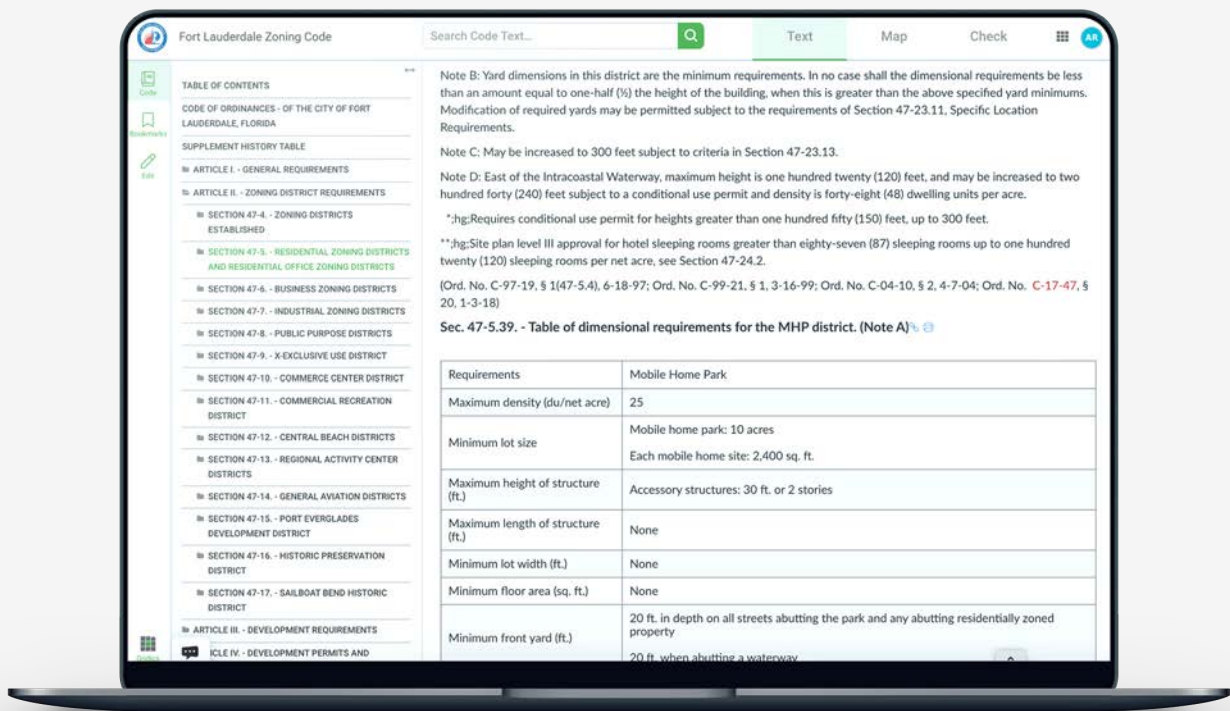 Fort Lauderdale Zoning Code
Search Code Text...
Text
Map
Check
AR
Code
Bookmarks
Edit
TABLE OF CONTENTS
CODE OF ORDINANCES - OF THE CITY OF FORT
LAUDERDALE, FLORIDA
SUPPLEMENT HISTORY TABLE
ARTICLE I. - GENERAL REQUIREMENTS
ARTICLE II. - ZONING DISTRICT REQUIREMENTS
SECTION 47-4. - ZONING DISTRICTS
ESTABLISHED
SECTION 47-5. - RESIDENTIAL ZONING DISTRICTS
AND RESIDENTIAL OFFICE ZONING DISTRICTS
SECTION 47-6. - BUSINESS ZONING DISTRICTS
SECTION 47-7. - INDUSTRIAL ZONING DISTRICTS
SECTION 47-8. - PUBLIC PURPOSE DISTRICTS
SECTION 47-9. - X-EXCLUSIVE USE DISTRICT
SECTION 47-10. - COMMERCE CENTER DISTRICT
SECTION 47-11. - COMMERCIAL RECREATION
DISTRICT
SECTION 47-12. - CENTRAL BEACH DISTRICTS
SECTION 47-13. - REGIONAL ACTIVITY CENTER
DISTRICTS
SECTION 47-14. - GENERAL AVIATION DISTRICTS
SECTION 47-15. - PORT EVERGLADES
DEVELOPMENT DISTRICT
SECTION 47-16. - HISTORIC PRESERVATION
DISTRICT
SECTION 47-17. - SAILBOAT BEND HISTORIC
DISTRICT
ARTICLE III. - DEVELOPMENT REQUIREMENTS
ICLE IV. - DEVELOPMENT PERMITS AND
Note B: Yard dimensions in this district are the minimum requirements. In no case shall the dimensional requirements be less
than an amount equal to one-half (½) the height of the building, when this is greater than the above specified yard minimums.
Modification of required yards may be permitted subject to the requirements of Section 47-23.11, Specific Location
Requirements.
Note C: May be increased to 300 feet subject to criteria in Section 47-23.13.
Note D: East of the Intracoastal Waterway, maximum height is one hundred twenty (120) feet, and may be increased to two
hundred forty (240) feet subject to a conditional use permit and density is forty-eight (48) dwelling units per acre.
*;hg;Requires conditional use permit for heights greater than one hundred fifty (150) feet, up to 300 feet.
**;hg;Site plan level III approval for hotel sleeping rooms greater than eighty-seven (87) sleeping rooms up to one hundred
twenty (120) sleeping rooms per net acre, see Section 47-24.2.
(Ord. No. C-97-19, § 1(47-5.4), 6-18-97; Ord. No. C-99-21, § 1, 3-16-99; Ord. No. C-04-10, § 2, 4-7-04; Ord. No. C-17-47, §
20, 1-3-18)
Sec. 47-5.39. - Table of dimensional requirements for the MHP district. (Note A)
Requirements
Mobile Home Park
Maximum density (du/net acre)
25
Minimum lot size
Mobile home park: 10 acres
Each mobile home site: 2,400 sq. ft.
Maximum height of structure
(ft.)
Accessory structures: 30 ft. or 2 stories
Maximum length of structure
(ft.)
None
Minimum lot width (ft.)
None
Minimum floor area (sq. ft.)
None
Minimum front yard (ft.)
20 ft. in depth on all streets abutting the park and any abutting residentially zoned
property
20 ft. when abutting a waterway